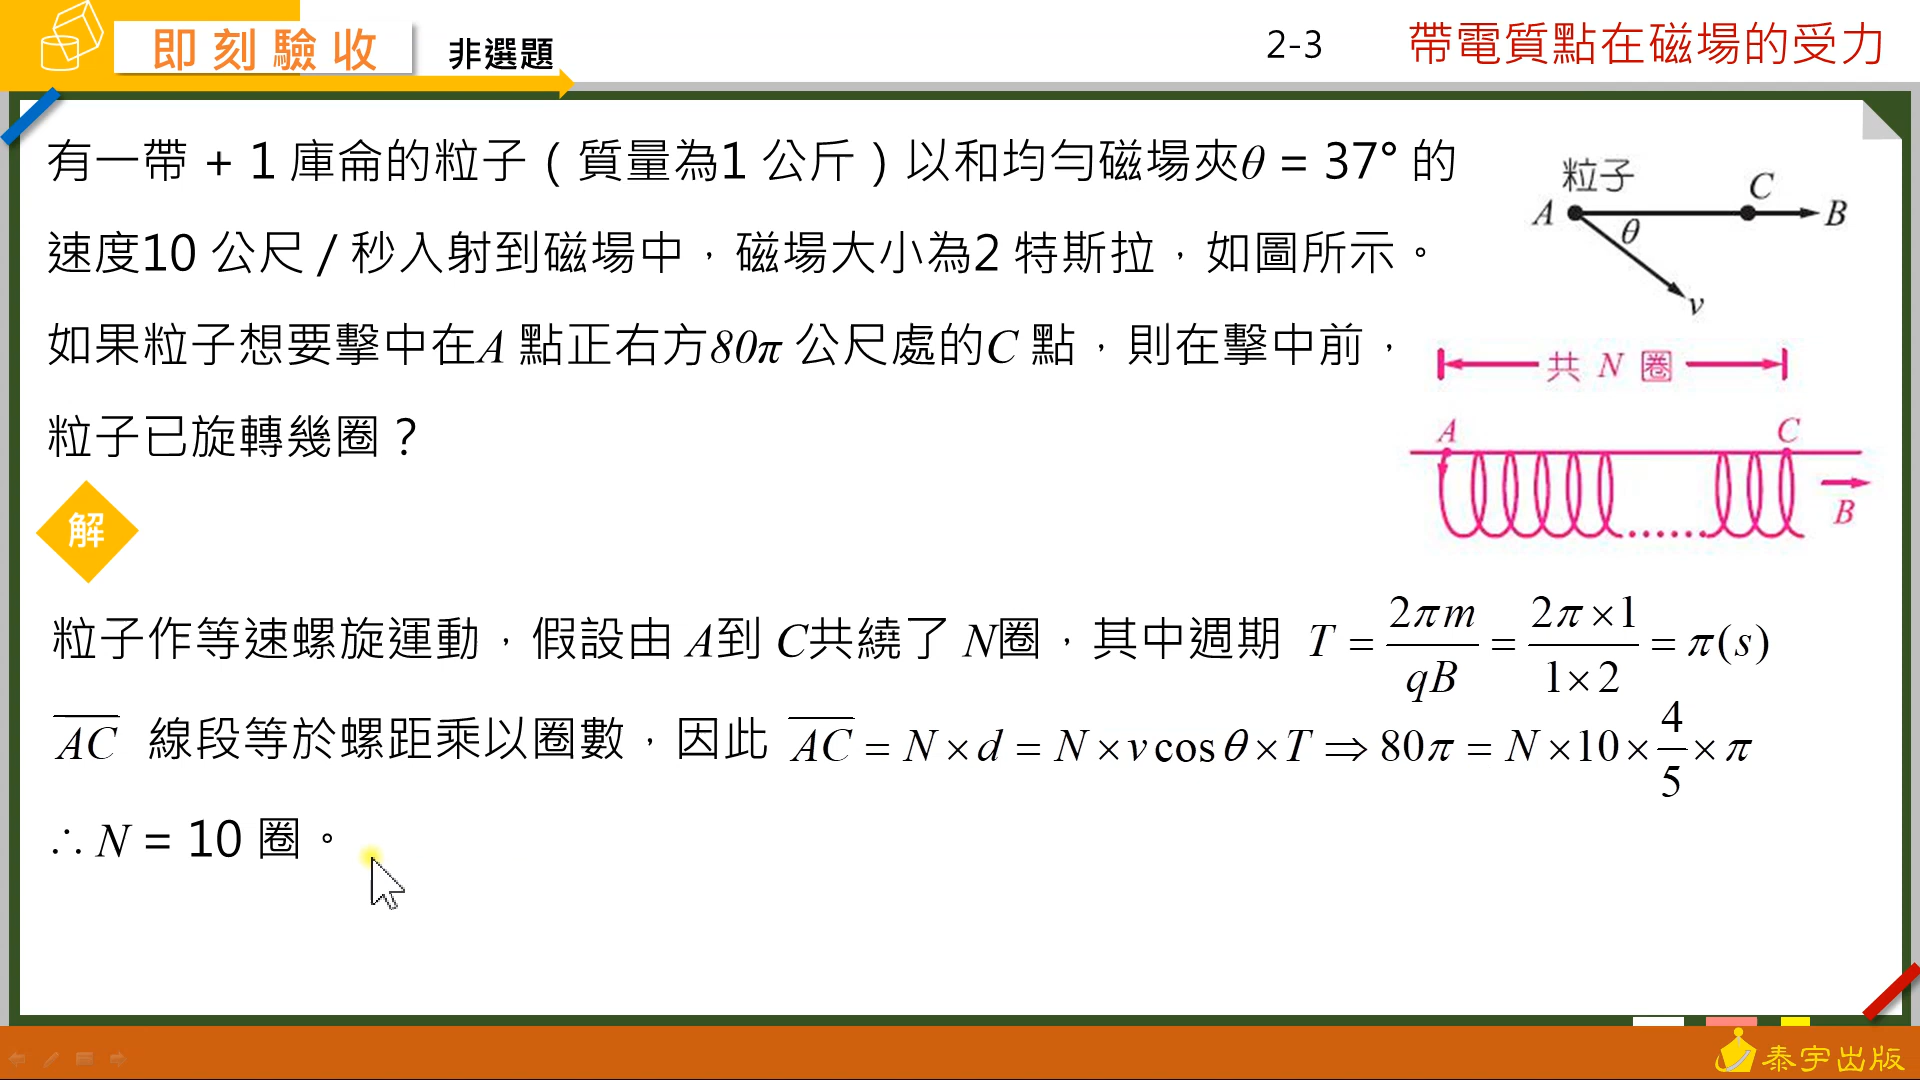 即刻驗收 非選題 2-3 帶電質點在磁場的受力
有一帶 + 1 庫侖的粒子(質量為1 公斤)以和均勻磁場夾θ = 37° 的
速度10 公尺 / 秒入射到磁場中，磁場大小為2 特斯拉，如圖所示。
如果粒子想要擊中在A 點正右方80π 公尺處的C 點，則在擊中前，
粒子已旋轉幾圈？
粒子
A C B
θ
v
共 N 圈
A C
......
B
解
粒子作等速螺旋運動，假設由 A到 C共繞了 N圈，其中週期 T = 2πm/qB = 2π×1/1×2 = π(s)
AC 線段等於螺距乘以圈數，因此 AC = N×d = N×vcosθ×T ⇒ 80π = N×10×4/5×π
∴ N = 10 圈。
泰宇出版